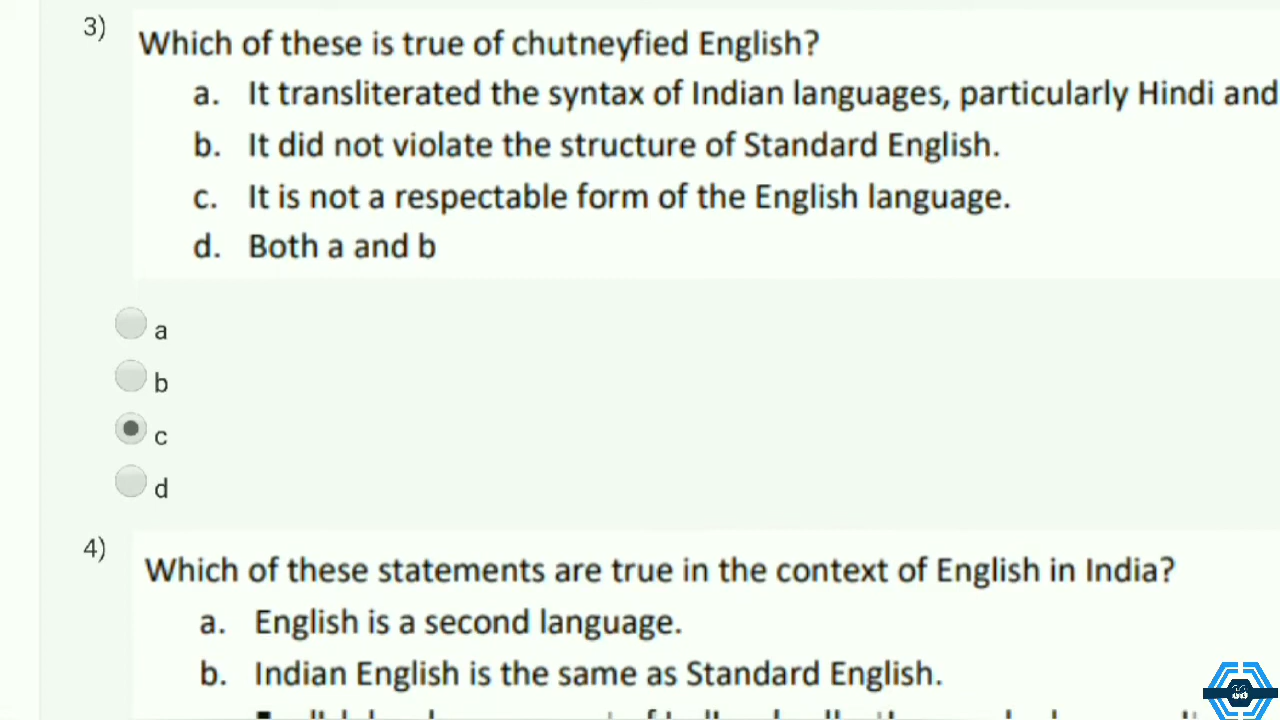 3)
Which of these is true of chutneyfied English?
a. It transliterated the syntax of Indian languages, particularly Hindi and
b. It did not violate the structure of Standard English.
c. It is not a respectable form of the English language.
d. Both a and b
a
b
c
d
4)
Which of these statements are true in the context of English in India?
a. English is a second language.
b. Indian English is the same as Standard English.